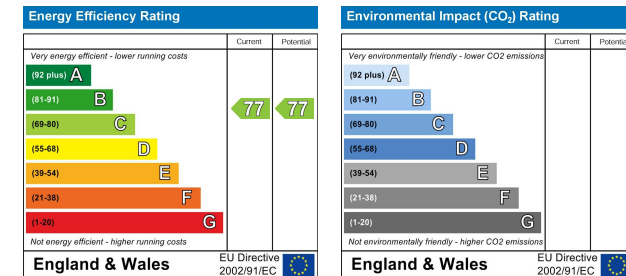 Energy Efficiency Rating
Current Potential
Very energy efficient - lower running costs
(92 plus) A
(81-91) B
(69-80) C
(55-68) D
(39-54) E
(21-38) F
(1-20) G
77 77
Not energy efficient - higher running costs
England & Wales
EU Directive
2002/91/EC
Environmental Impact (CO₂) Rating
Current Potential
Very environmentally friendly - lower CO2 emissions
(92 plus) A
(81-91) B
(69-80) C
(55-68) D
(39-54) E
(21-38) F
(1-20) G
Not environmentally friendly - higher CO2 emissions
England & Wales
EU Directive
2002/91/EC